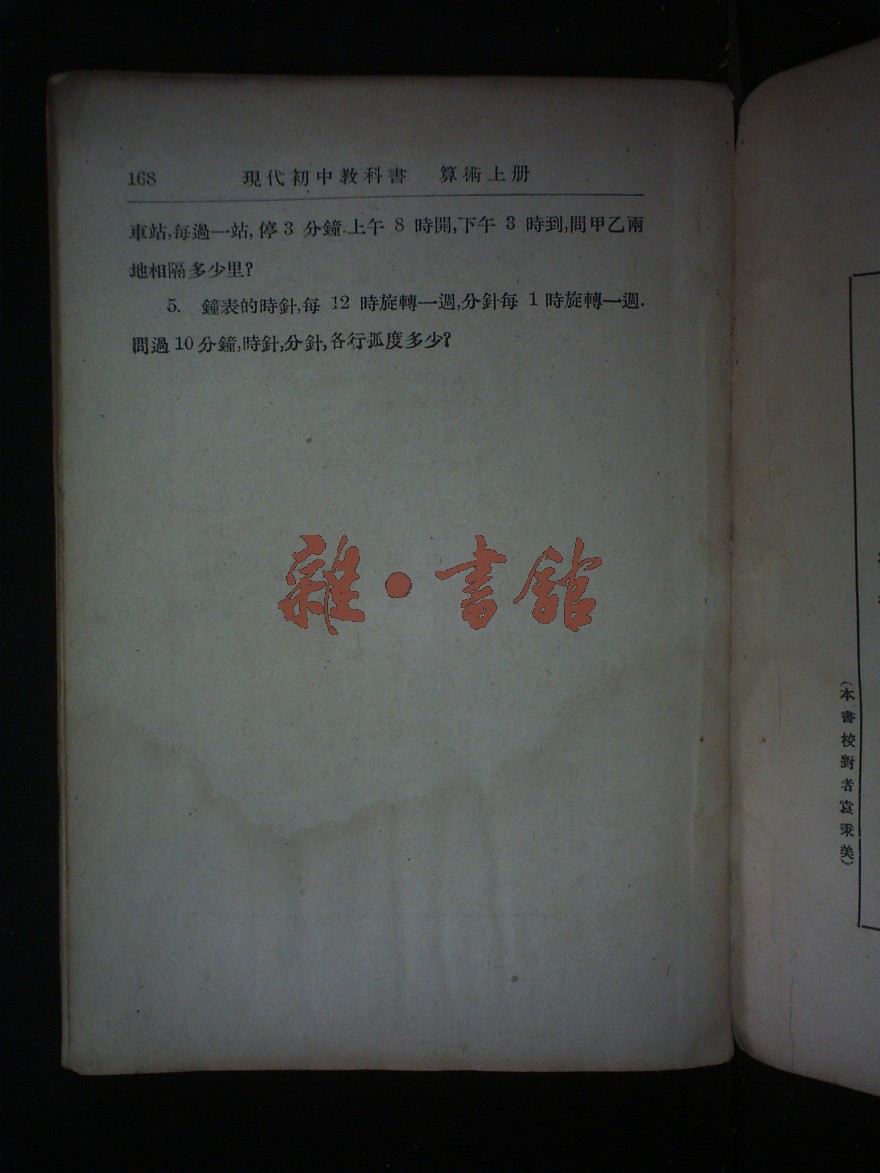 168 現代初中教科書 算術上册
車站,每過一站,停 3 分鐘.上午 8 時開,下午 3 時到,問甲乙兩
地相隔多少里?
5. 鐘表的時針,每 12 時旋轉一週,分針每 1 時旋轉一週.
問過 10 分鐘,時針,分針,各行弧度多少?
雜・書舘
(本書校對者袁秉美)